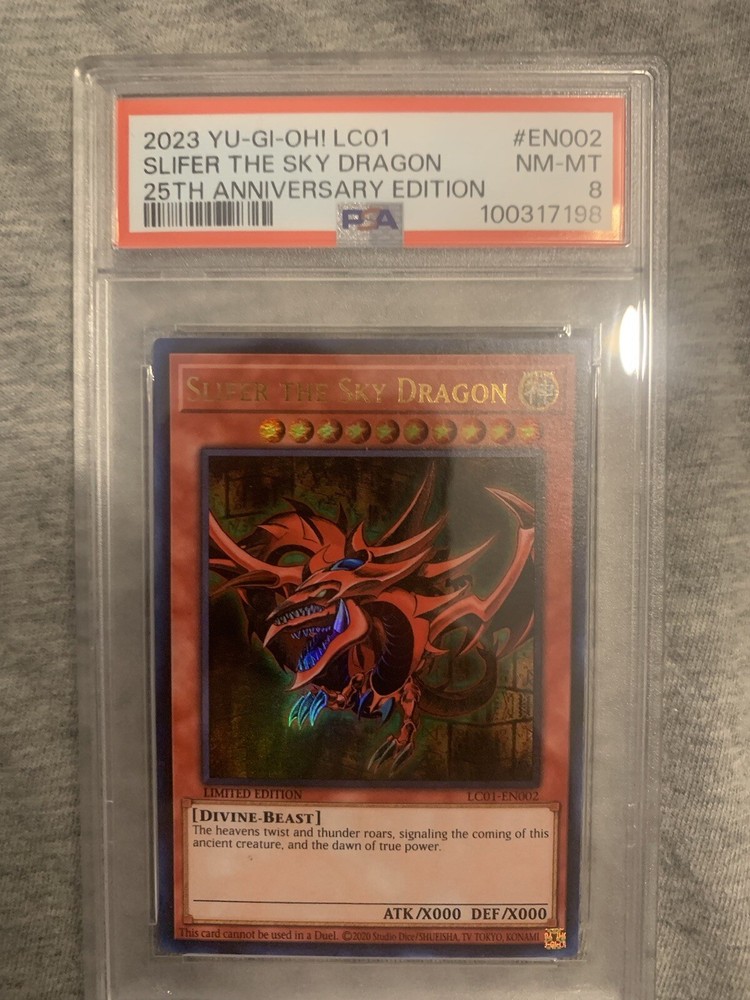 2023 YU-GI-OH! LC01 #EN002
SLIFER THE SKY DRAGON NM-MT
25TH ANNIVERSARY EDITION 8
PSA 100317198
SLIFER THE SKY DRAGON 神
LIMITED EDITION LC01-EN002
[DIVINE-BEAST]
The heavens twist and thunder roars, signaling the coming of this
ancient creature, and the dawn of true power.
ATK/X000 DEF/X000
This card cannot be used in a Duel. ©2020 Studio Dice/SHUEISHA, TV TOKYO, KONAMI